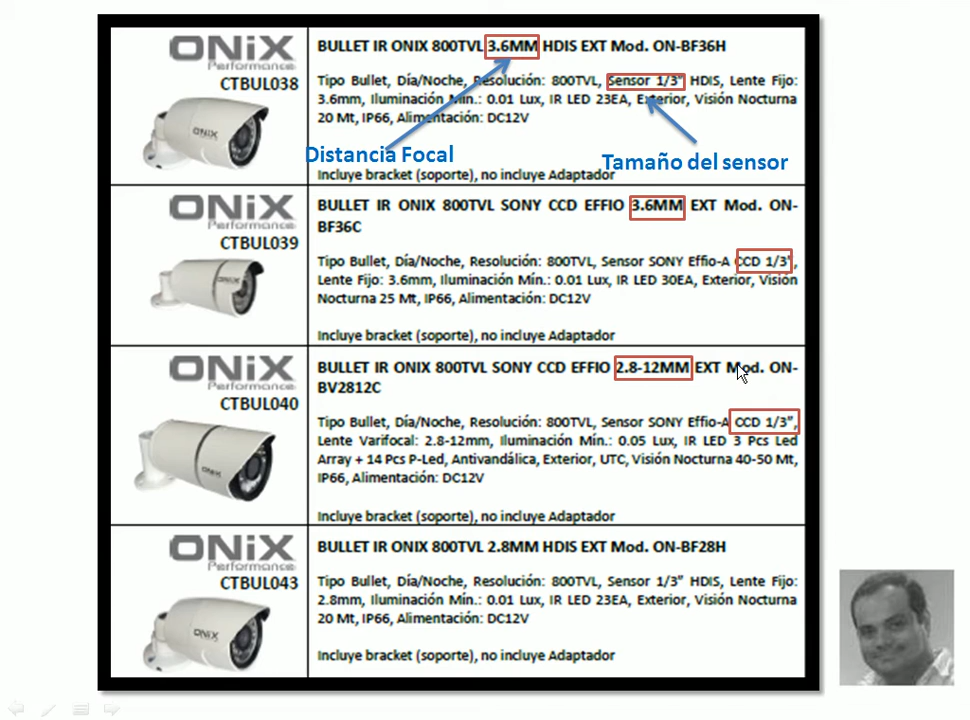 ONiX
Performance
CTBUL038
BULLET IR ONIX 800TVL 3.6MM HDIS EXT Mod. ON-BF36H
Tipo Bullet, Día/Noche, Resolución: 800TVL, Sensor 1/3" HDIS, Lente Fijo:
3.6mm, Iluminación Mín.: 0.01 Lux, IR LED 23EA, Exterior, Visión Nocturna
20 Mt, IP66, Alimentación: DC12V
Distancia Focal
Tamaño del sensor
Incluye bracket (soporte), no incluye Adaptador
ONiX
Performance
CTBUL039
BULLET IR ONIX 800TVL SONY CCD EFFIO 3.6MM EXT Mod. ON-
BF36C
Tipo Bullet, Día/Noche, Resolución: 800TVL, Sensor SONY Effio-A CCD 1/3",
Lente Fijo: 3.6mm, Iluminación Mín.: 0.01 Lux, IR LED 30EA, Exterior, Visión
Nocturna 25 Mt, IP66, Alimentación: DC12V
Incluye bracket (soporte), no incluye Adaptador
ONiX
Performance
CTBUL040
BULLET IR ONIX 800TVL SONY CCD EFFIO 2.8-12MM EXT Mod. ON-
BV2812C
Tipo Bullet, Día/Noche, Resolución: 800TVL, Sensor SONY Effio-A CCD 1/3",
Lente Varifocal: 2.8-12mm, Iluminación Mín.: 0.05 Lux, IR LED 3 Pcs Led
Array + 14 Pcs P-Led, Antivandálica, Exterior, UTC, Visión Nocturna 40-50 Mt,
IP66, Alimentación: DC12V
Incluye bracket (soporte), no incluye Adaptador
ONiX
Performance
CTBUL043
BULLET IR ONIX 800TVL 2.8MM HDIS EXT Mod. ON-BF28H
Tipo Bullet, Día/Noche, Resolución: 800TVL, Sensor 1/3" HDIS, Lente Fijo:
2.8mm, Iluminación Mín.: 0.01 Lux, IR LED 23EA, Exterior, Visión Nocturna
20 Mt, IP66, Alimentación: DC12V
Incluye bracket (soporte), no incluye Adaptador
ONiX
ONiX
ONiX
ONiX